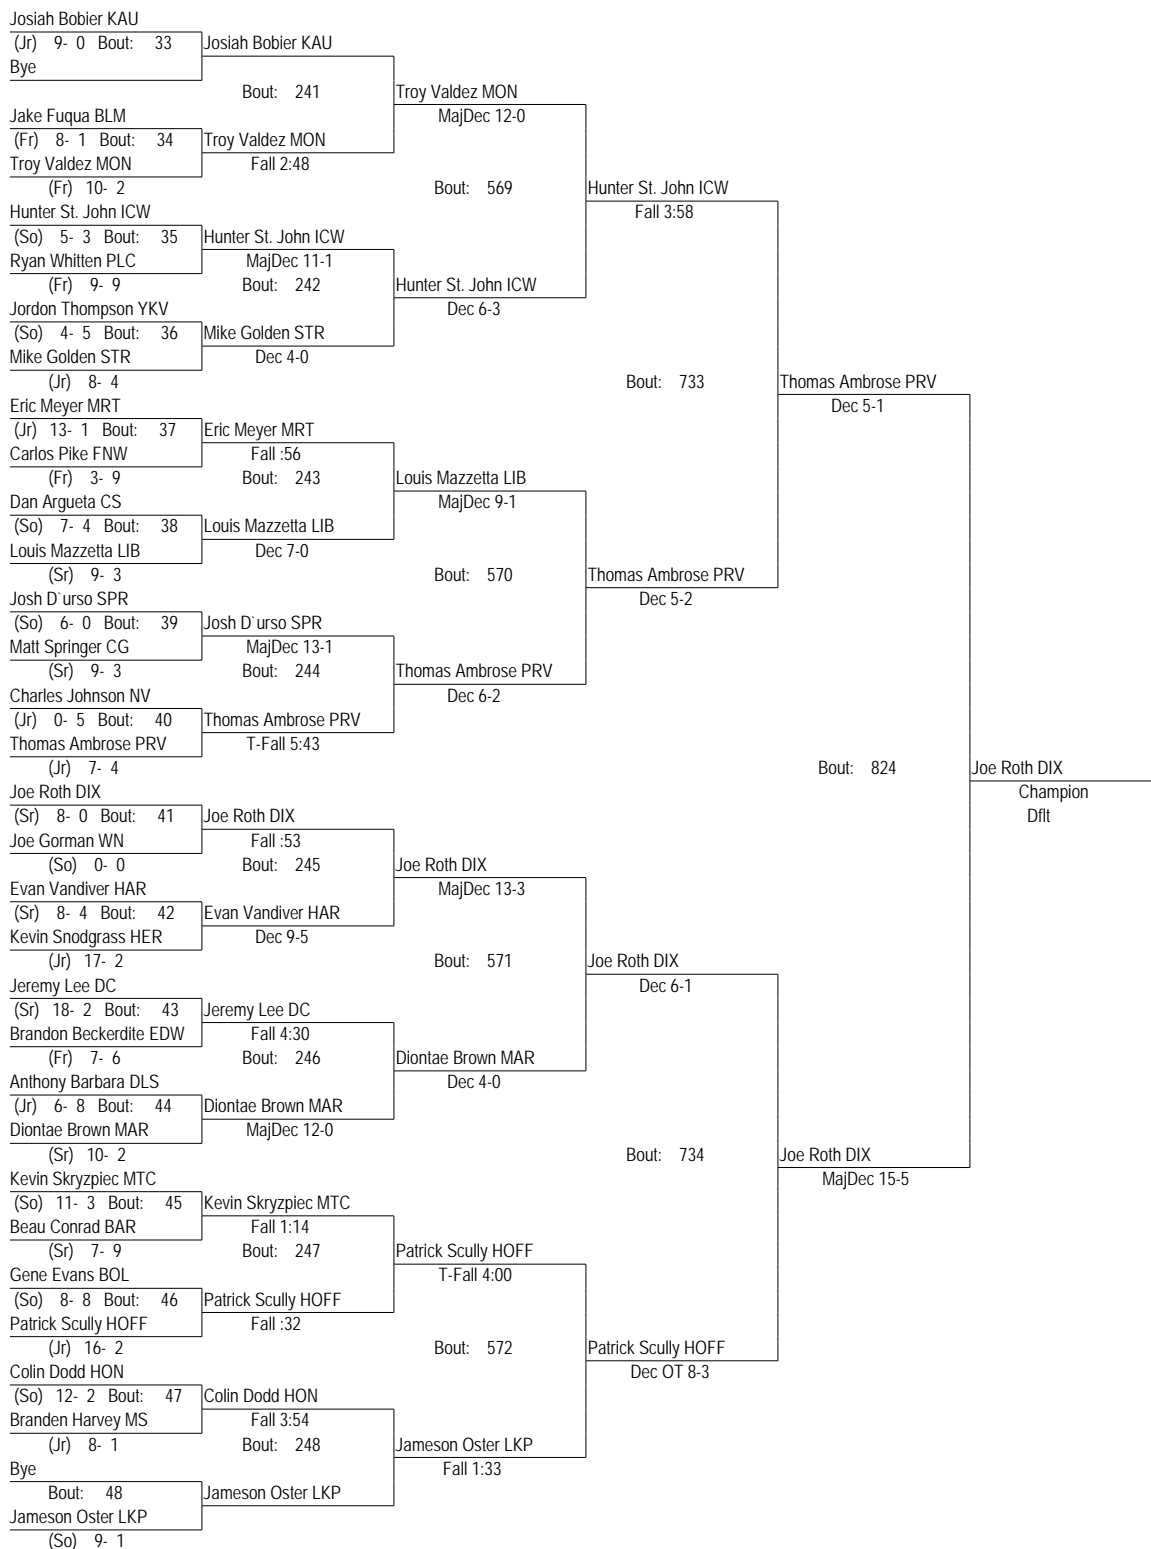 Josiah Bobier KAU
(Jr) 9- 0 Bout: 33 Josiah Bobier KAU
Bye
Bout: 241 Troy Valdez MON
Jake Fuqua BLM MajDec 12-0
(Fr) 8- 1 Bout: 34 Troy Valdez MON
Troy Valdez MON Fall 2:48
(Fr) 10- 2 Bout: 569 Hunter St. John ICW
Hunter St. John ICW Fall 3:58
(So) 5- 3 Bout: 35 Hunter St. John ICW
Ryan Whitten PLC MajDec 11-1
(Fr) 9- 9 Bout: 242 Hunter St. John ICW
Jordon Thompson YKV Dec 6-3
(So) 4- 5 Bout: 36 Mike Golden STR
Mike Golden STR Dec 4-0
(Jr) 8- 4 Bout: 733 Thomas Ambrose PRV
Eric Meyer MRT Dec 5-1
(Jr) 13- 1 Bout: 37 Eric Meyer MRT
Carlos Pike FNW Fall :56
(Fr) 3- 9 Bout: 243 Louis Mazzetta LIB
Dan Argueta CS MajDec 9-1
(So) 7- 4 Bout: 38 Louis Mazzetta LIB
Louis Mazzetta LIB Dec 7-0
(Sr) 9- 3 Bout: 570 Thomas Ambrose PRV
Josh D`urso SPR Dec 5-2
(So) 6- 0 Bout: 39 Josh D`urso SPR
Matt Springer CG MajDec 13-1
(Sr) 9- 3 Bout: 244 Thomas Ambrose PRV
Charles Johnson NV Dec 6-2
(Jr) 0- 5 Bout: 40 Thomas Ambrose PRV
Thomas Ambrose PRV T-Fall 5:43
(Jr) 7- 4 Bout: 824 Joe Roth DIX
Joe Roth DIX Champion
(Sr) 8- 0 Bout: 41 Joe Roth DIX Dflt
Joe Gorman WN Fall :53
(So) 0- 0 Bout: 245 Joe Roth DIX
Evan Vandiver HAR MajDec 13-3
(Sr) 8- 4 Bout: 42 Evan Vandiver HAR
Kevin Snodgrass HER Dec 9-5
(Jr) 17- 2 Bout: 571 Joe Roth DIX
Jeremy Lee DC Dec 6-1
(Sr) 18- 2 Bout: 43 Jeremy Lee DC
Brandon Beckerdite EDW Fall 4:30
(Fr) 7- 6 Bout: 246 Diontae Brown MAR
Anthony Barbara DLS Dec 4-0
(Jr) 6- 8 Bout: 44 Diontae Brown MAR
Diontae Brown MAR MajDec 12-0
(Sr) 10- 2 Bout: 734 Joe Roth DIX
Kevin Skryzpiec MTC MajDec 15-5
(So) 11- 3 Bout: 45 Kevin Skryzpiec MTC
Beau Conrad BAR Fall 1:14
(Sr) 7- 9 Bout: 247 Patrick Scully HOFF
Gene Evans BOL T-Fall 4:00
(So) 8- 8 Bout: 46 Patrick Scully HOFF
Patrick Scully HOFF Fall :32
(Jr) 16- 2 Bout: 572 Patrick Scully HOFF
Colin Dodd HON Dec OT 8-3
(So) 12- 2 Bout: 47 Colin Dodd HON
Branden Harvey MS Fall 3:54
(Jr) 8- 1 Bout: 248 Jameson Oster LKP
Bye Fall 1:33
Bout: 48 Jameson Oster LKP
Jameson Oster LKP
(So) 9- 1